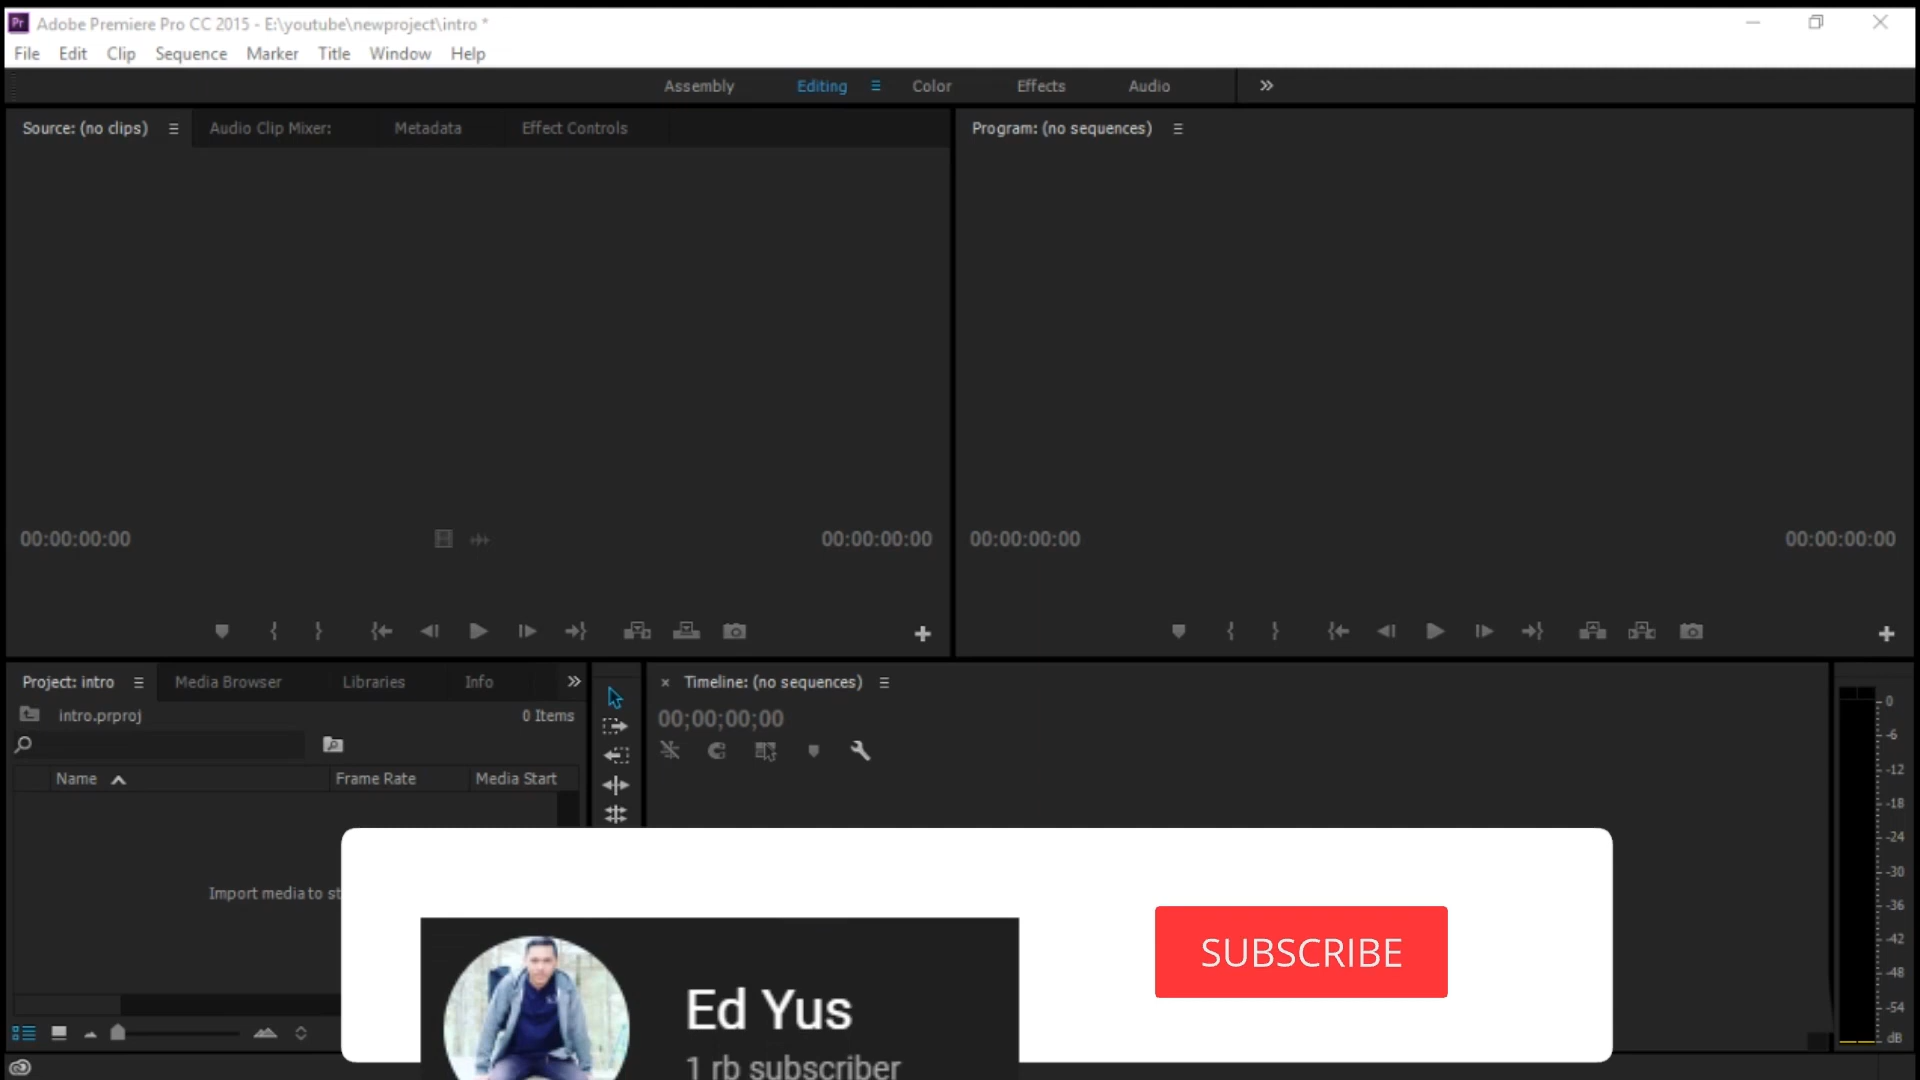 Adobe Premiere Pro CC 2015 - E:\youtube\newproject\intro *
File Edit Clip Sequence Marker Title Window Help
Assembly Editing Color Effects Audio
Source: (no clips) Audio Clip Mixer: Metadata Effect Controls
Program: (no sequences)
00:00:00:00 00:00:00:00
00:00:00:00 00:00:00:00
Project: intro Media Browser Libraries Info
intro.prproj 0 Items
Name Frame Rate Media Start
Import media to st
Timeline: (no sequences)
00;00;00;00
0
-6
-12
-18
-24
-30
-36
-42
-48
-54
dB
SUBSCRIBE
Ed Yus
1 rb subscriber